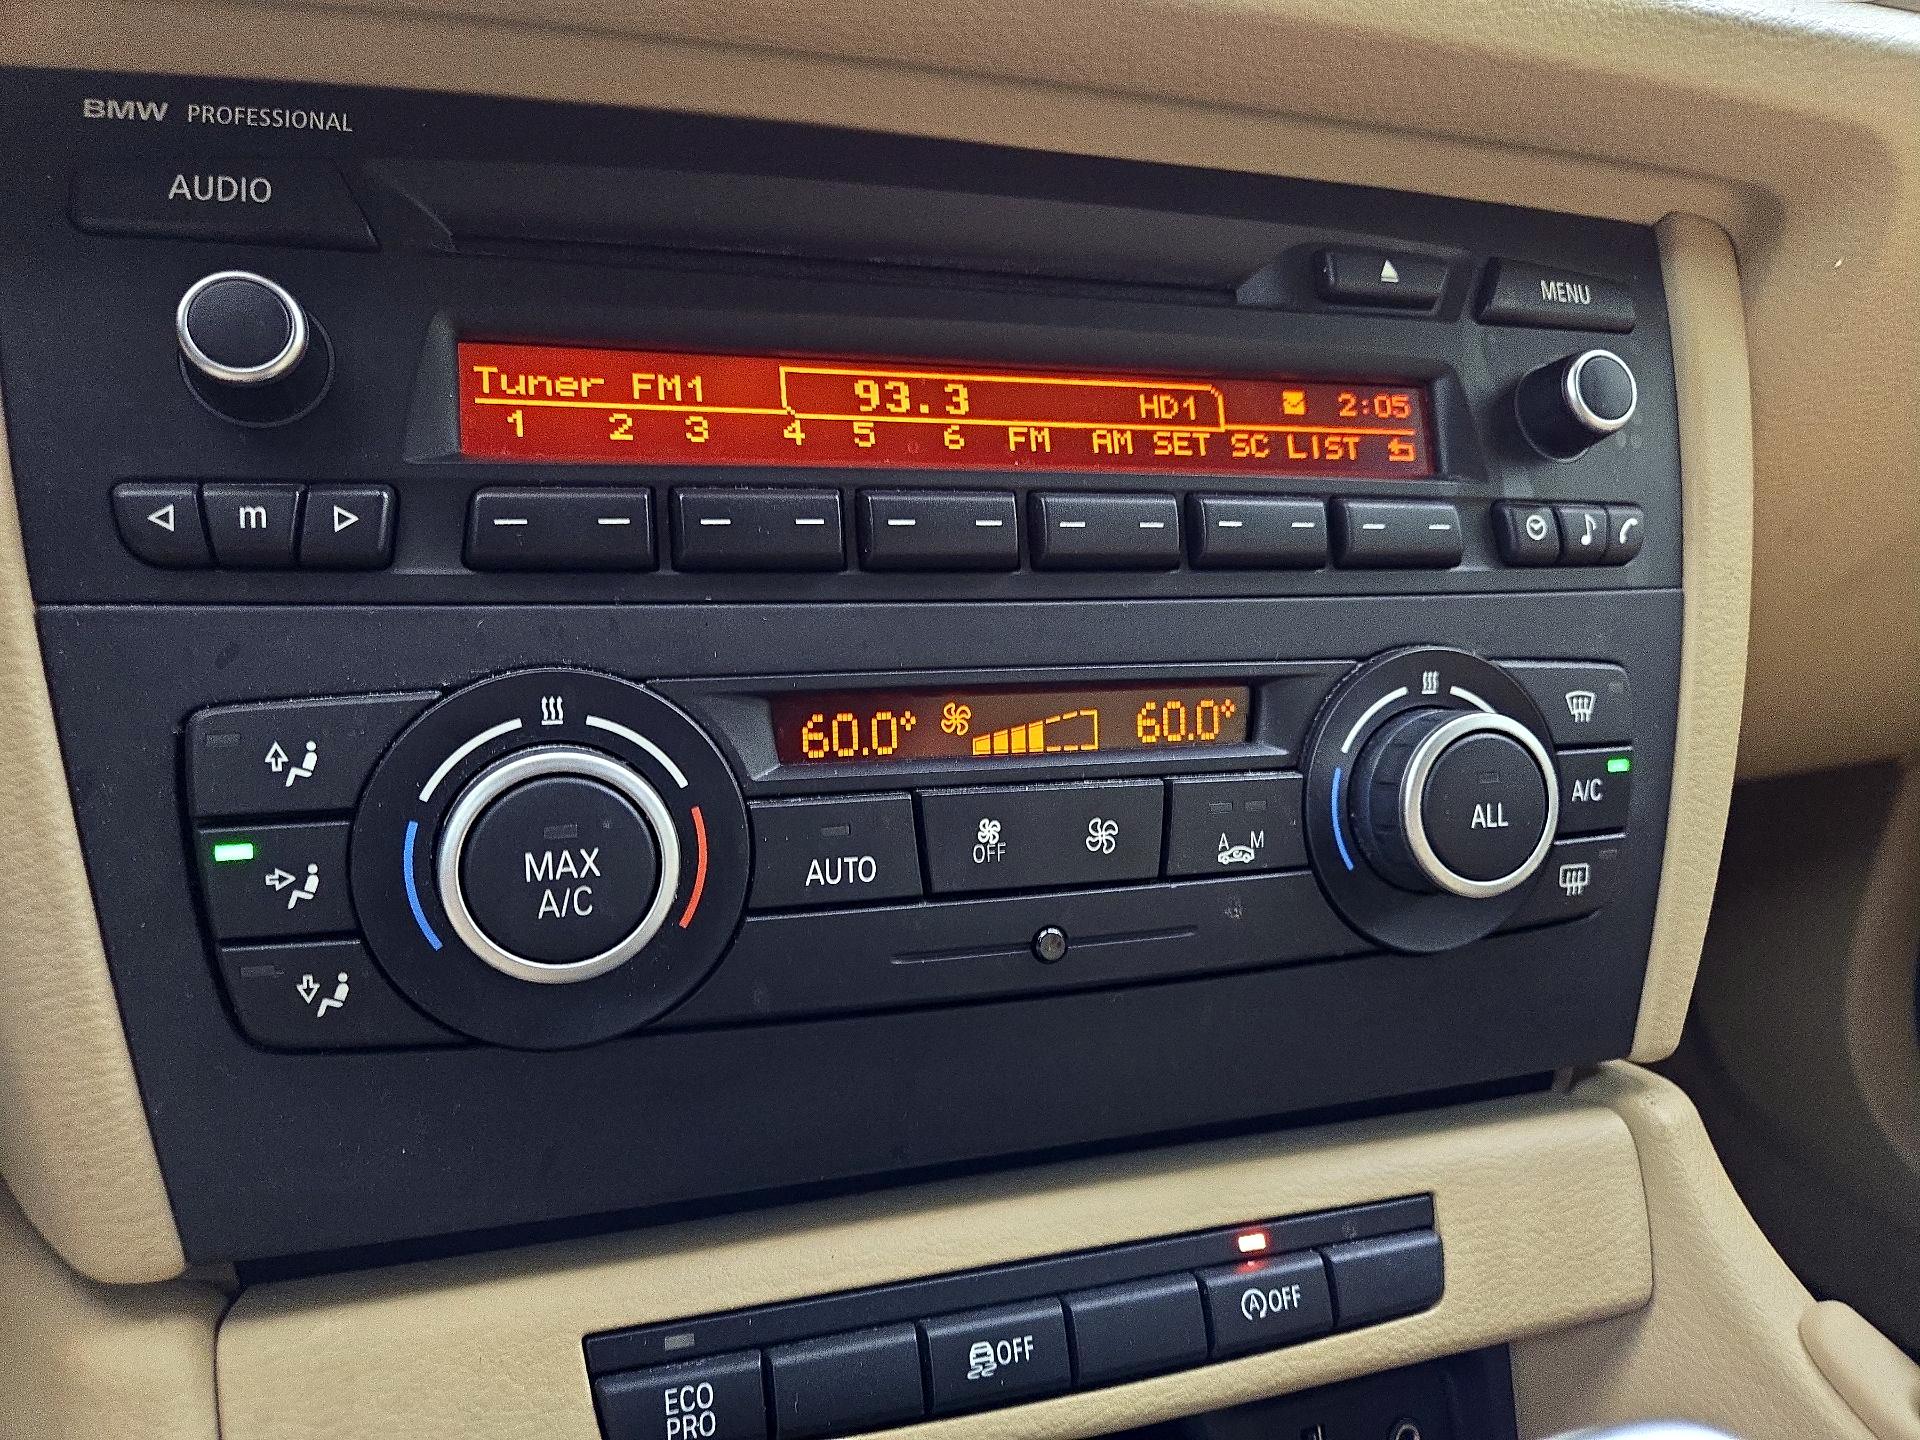 BMW PROFESSIONAL
AUDIO
MENU
Tuner FM1 93.3 HD1 2:05
1 2 3 4 5 6 FM AM SET SC LIST
m
60.0° 60.0°
MAX
A/C
AUTO
OFF
A M
ALL
A/C
ECO
PRO
OFF
A OFF